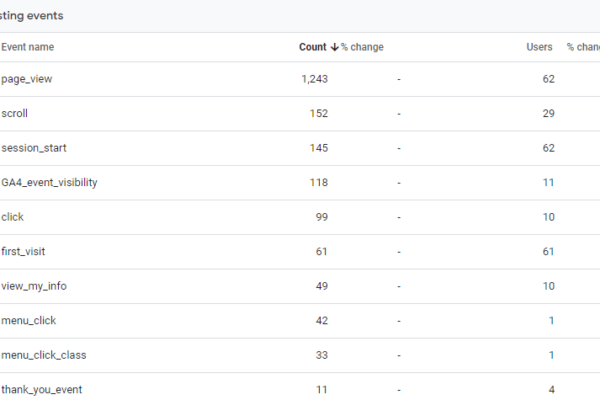 sting events
Event name Count ↓ % change Users % chang
page_view 1,243 - 62
scroll 152 - 29
session_start 145 - 62
GA4_event_visibility 118 - 11
click 99 - 10
first_visit 61 - 61
view_my_info 49 - 10
menu_click 42 - 1
menu_click_class 33 - 1
thank_you_event 11 - 4